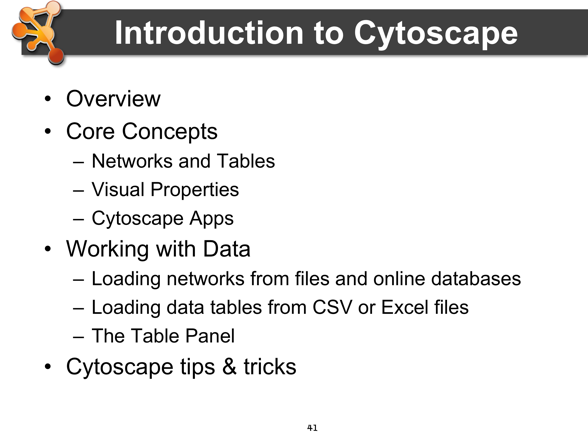 Introduction to Cytoscape
• Overview
• Core Concepts
– Networks and Tables
– Visual Properties
– Cytoscape Apps
• Working with Data
– Loading networks from files and online databases
– Loading data tables from CSV or Excel files
– The Table Panel
• Cytoscape tips & tricks
41